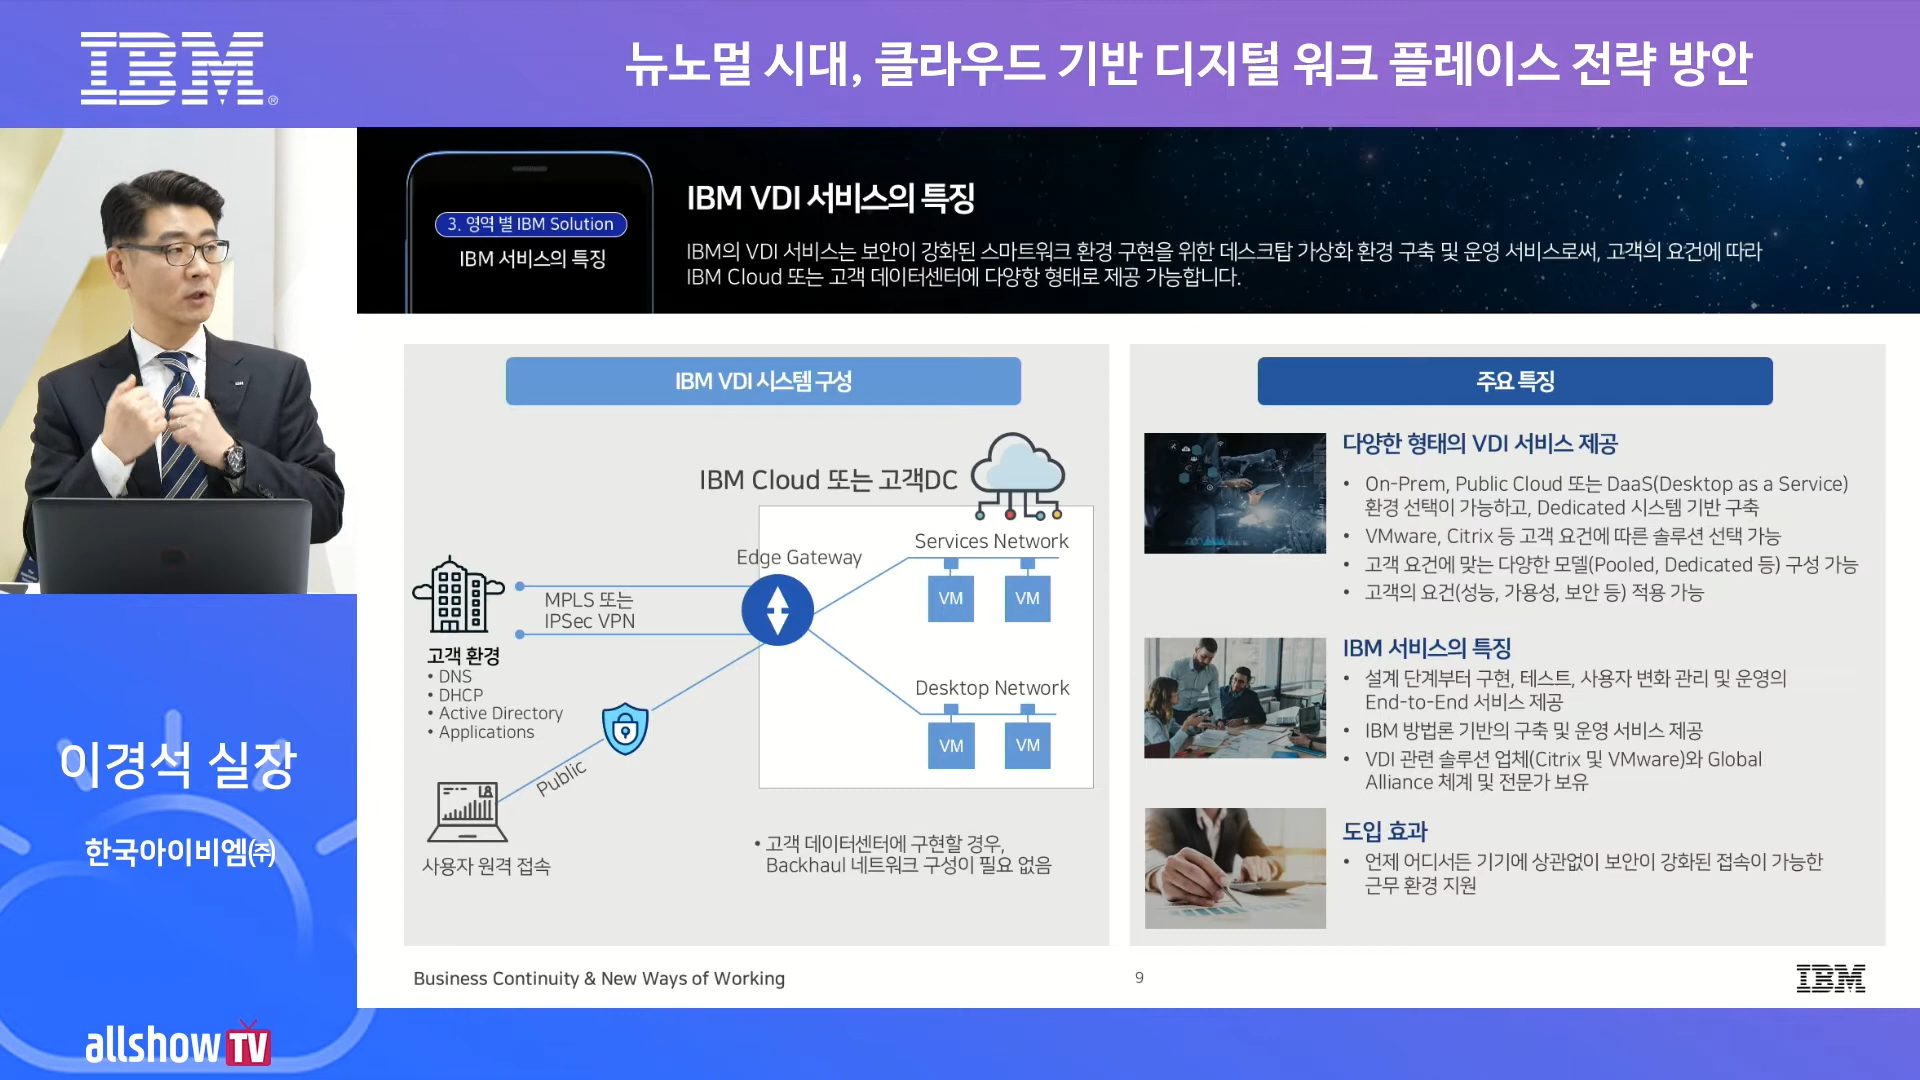 IBM
뉴노멀 시대, 클라우드 기반 디지털 워크 플레이스 전략 방안
3. 영역 별 IBM Solution
IBM 서비스의 특징
IBM VDI 서비스의 특징
IBM의 VDI 서비스는 보안이 강화된 스마트워크 환경 구현을 위한 데스크탑 가상화 환경 구축 및 운영 서비스로써, 고객의 요건에 따라
IBM Cloud 또는 고객 데이터센터에 다양항 형태로 제공 가능합니다.
IBM VDI 시스템 구성
IBM Cloud 또는 고객DC
Services Network
Edge Gateway
VM
VM
MPLS 또는
IPSec VPN
고객 환경
• DNS
• DHCP
• Active Directory
• Applications
Desktop Network
VM
VM
Public
사용자 원격 접속
• 고객 데이터센터에 구현할 경우,
Backhaul 네트워크 구성이 필요 없음
주요 특징
다양한 형태의 VDI 서비스 제공
• On-Prem, Public Cloud 또는 DaaS(Desktop as a Service)
환경 선택이 가능하고, Dedicated 시스템 기반 구축
• VMware, Citrix 등 고객 요건에 따른 솔루션 선택 가능
• 고객 요건에 맞는 다양한 모델(Pooled, Dedicated 등) 구성 가능
• 고객의 요건(성능, 가용성, 보안 등) 적용 가능
IBM 서비스의 특징
• 설계 단계부터 구현, 테스트, 사용자 변화 관리 및 운영의
End-to-End 서비스 제공
• IBM 방법론 기반의 구축 및 운영 서비스 제공
• VDI 관련 솔루션 업체(Citrix 및 VMware)와 Global
Alliance 체계 및 전문가 보유
도입 효과
• 언제 어디서든 기기에 상관없이 보안이 강화된 접속이 가능한
근무 환경 지원
Business Continuity & New Ways of Working
9
IBM
이경석 실장
한국아이비엠㈜
allshow TV